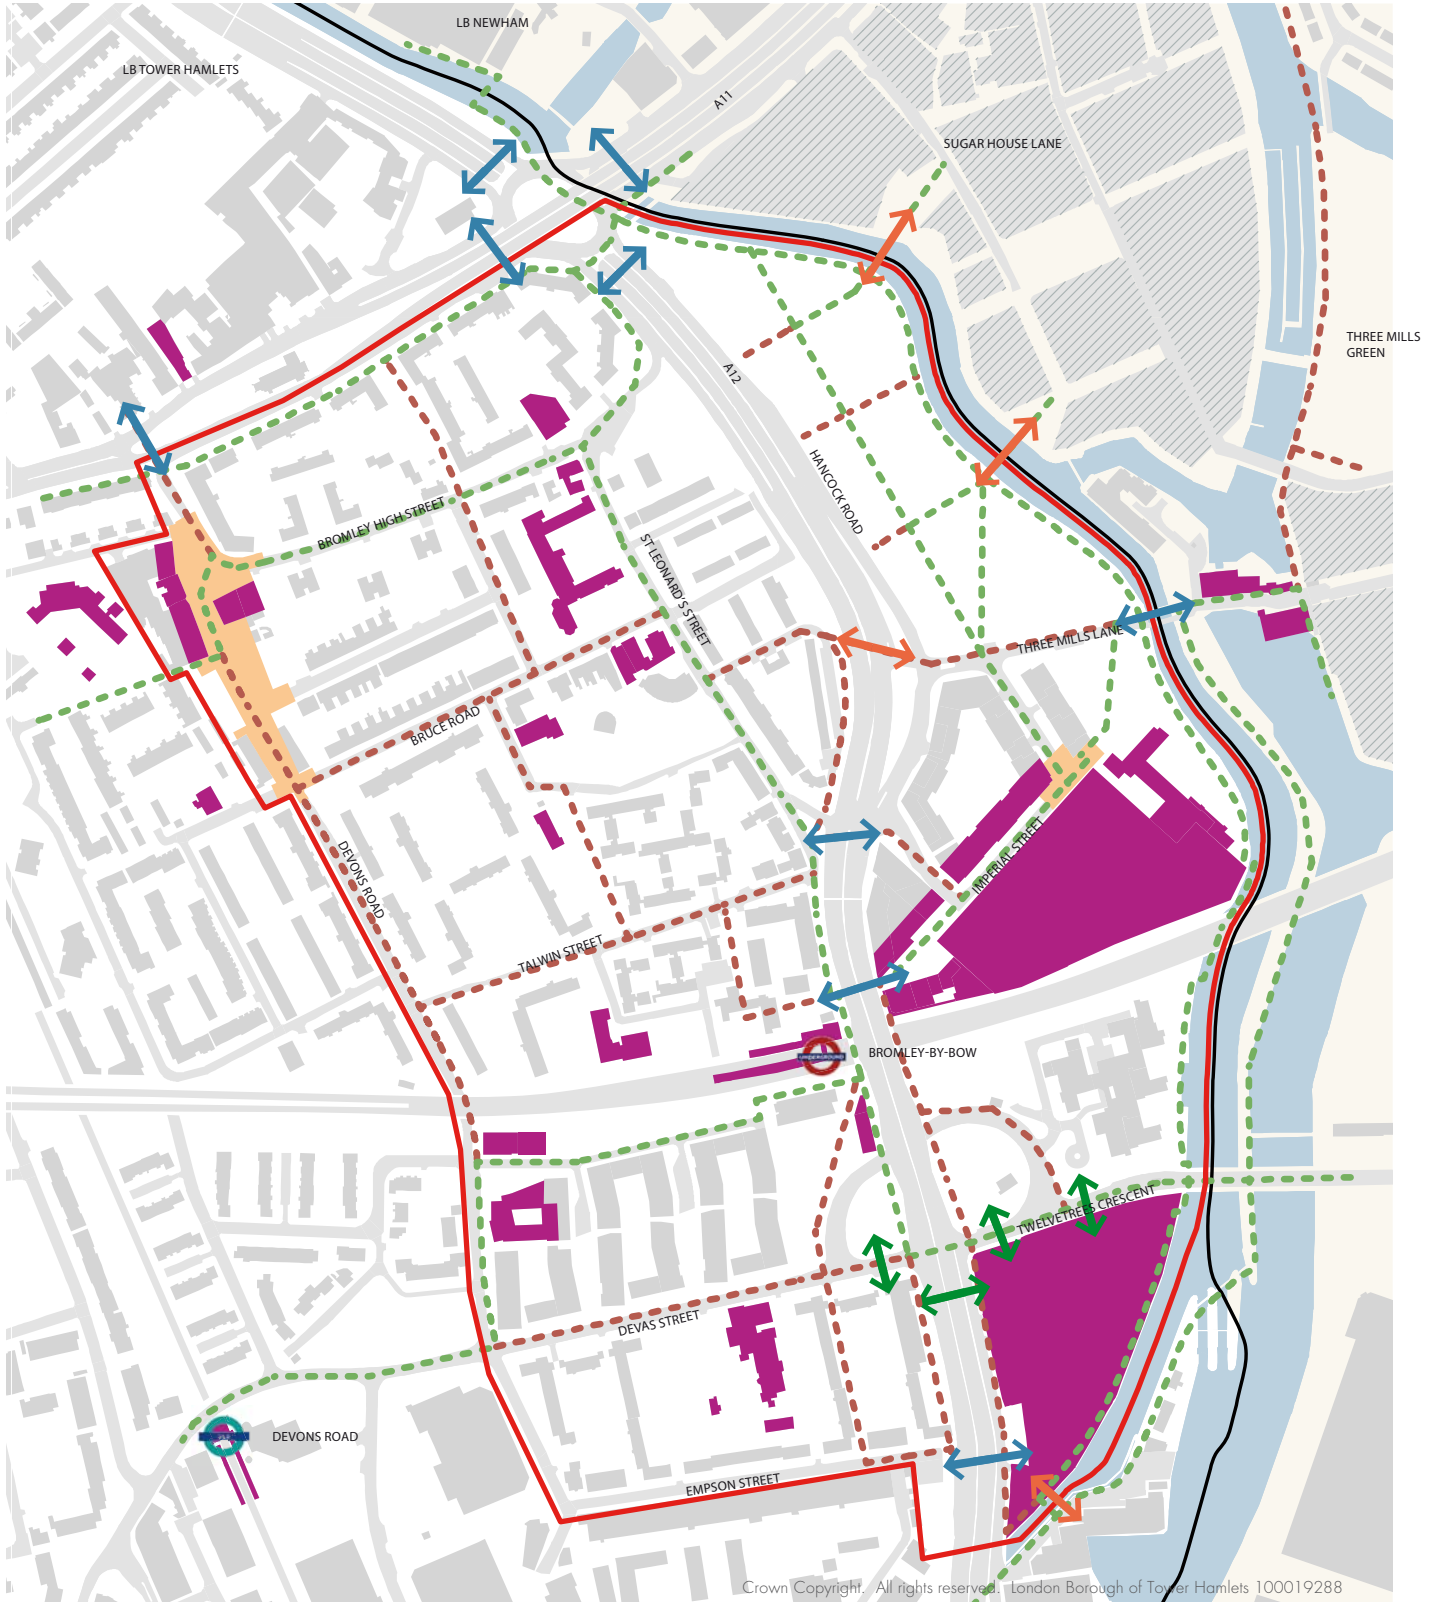 LB NEWHAM
LB TOWER HAMLETS
A11
SUGAR HOUSE LANE
THREE MILLS
GREEN
A12
HANCOCK ROAD
BROMLEY HIGH STREET
ST LEONARD'S STREET
THREE MILLS LANE
BRUCE ROAD
IMPERIAL STREET
DEVONS ROAD
TALWIN STREET
UNDERGROUND
BROMLEY-BY-BOW
TWELVETREES CRESCENT
DEVAS STREET
DEVONS ROAD
EMPSON STREET
Crown Copyright. All rights reserved. London Borough of Tower Hamlets 100019288